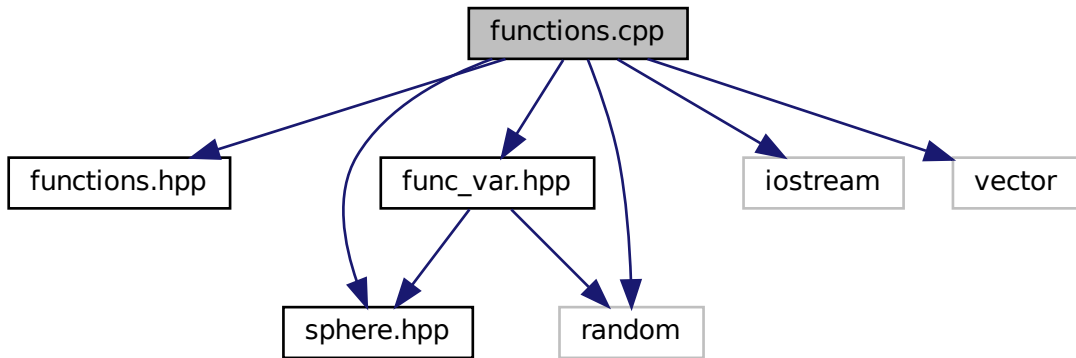 functions.cpp
functions.hpp
func_var.hpp
iostream
vector
sphere.hpp
random